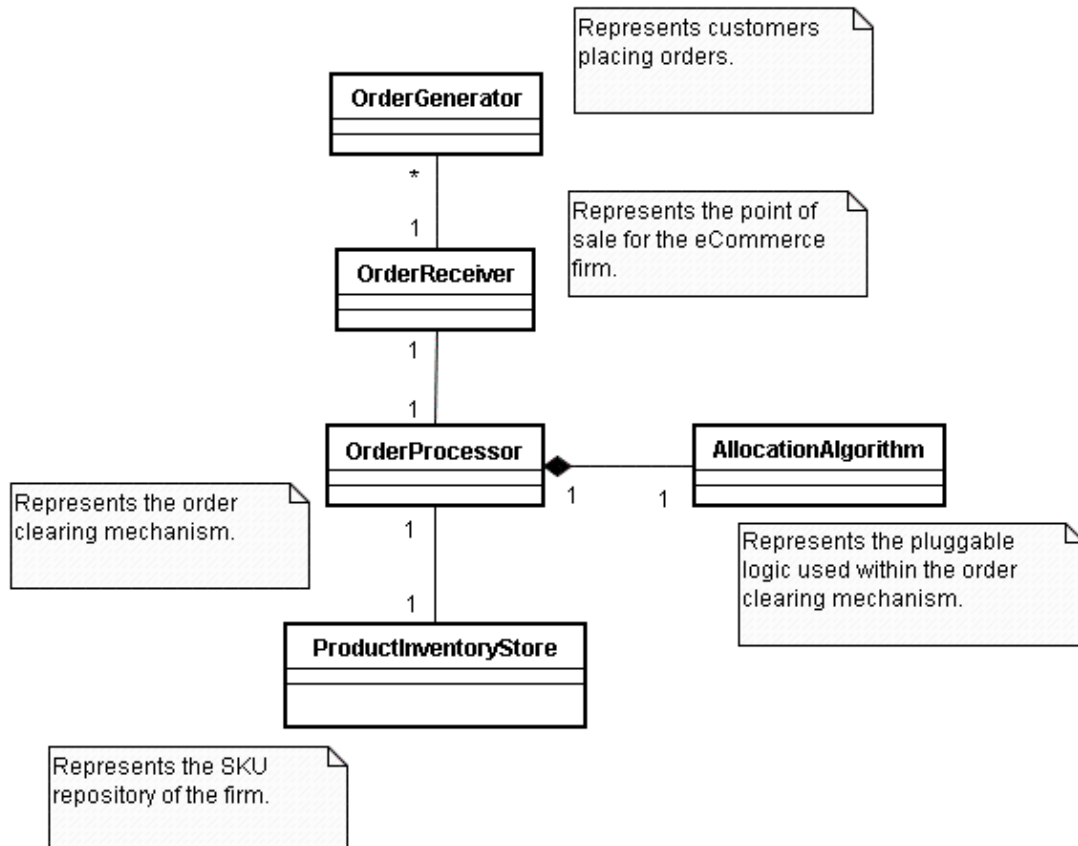 Represents customers
placing orders.
OrderGenerator
*
1
Represents the point of
sale for the eCommerce
firm.
OrderReceiver
1
1
OrderProcessor
AllocationAlgorithm
1
1
Represents the order
clearing mechanism.
1
Represents the pluggable
logic used within the order
clearing mechanism.
1
ProductInventoryStore
Represents the SKU
repository of the firm.